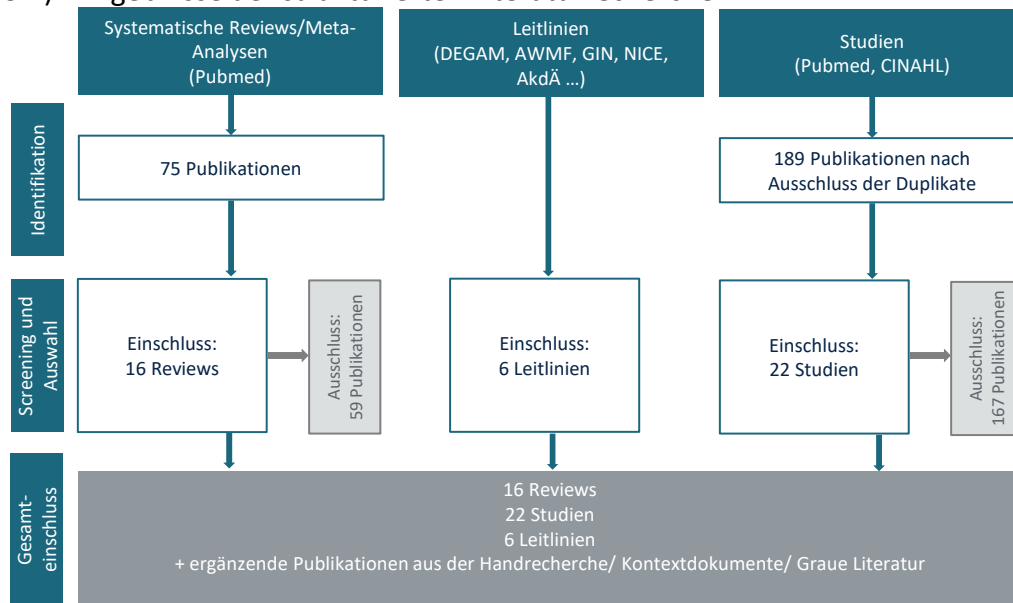 Systematische Reviews/Meta-
Analysen
(Pubmed)
Leitlinien
(DEGAM, AWMF, GIN, NICE,
AkdÄ ...)
Studien
(Pubmed, CINAHL)
Identifikation
75 Publikationen
189 Publikationen nach
Ausschluss der Duplikate
Screening und
Auswahl
Einschluss:
16 Reviews
Ausschluss:
59 Publikationen
Einschluss:
6 Leitlinien
Einschluss:
22 Studien
Ausschluss:
167 Publikationen
Gesamt-
einschluss
16 Reviews
22 Studien
6 Leitlinien
+ ergänzende Publikationen aus der Handrecherche/ Kontextdokumente/ Graue Literatur